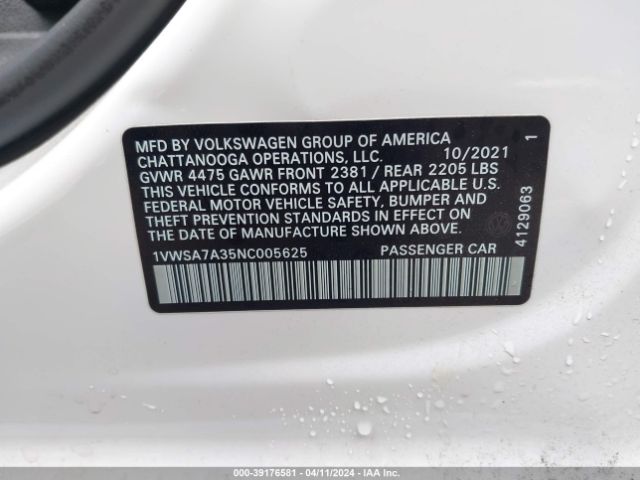 MFD BY VOLKSWAGEN GROUP OF AMERICA
CHATTANOOGA OPERATIONS, LLC. 10/2021 1
GVWR 4475 GAWR FRONT 2381 / REAR 2205 LBS
THIS VEHICLE CONFORMS TO ALL APPLICABLE U.S.
FEDERAL MOTOR VEHICLE SAFETY, BUMPER AND
THEFT PREVENTION STANDARDS IN EFFECT ON
THE DATE OF MANUFACTURE SHOWN ABOVE.
1VWSA7A35NC005625 PASSENGER CAR
4129063
000-39176581 - 04/11/2024 - IAA Inc.